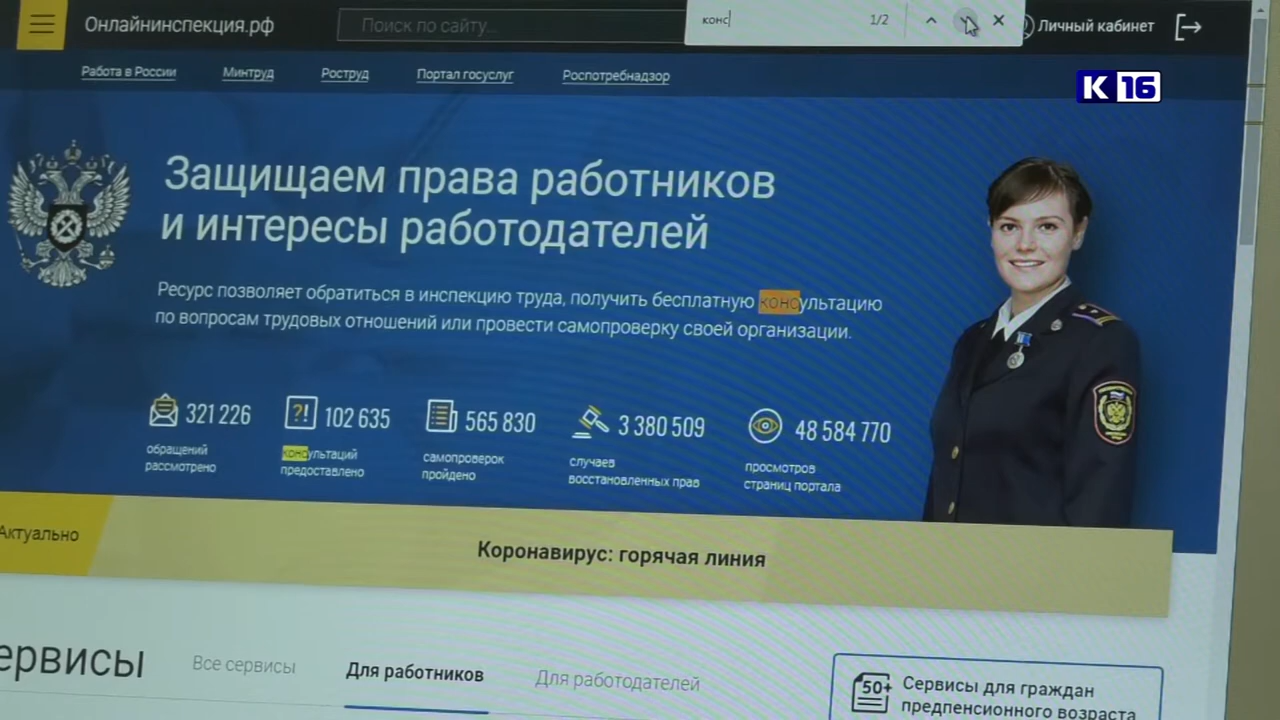 Онлайнинспекция.рф
Поиск по сайту...
конс
1/2
Личный кабинет
Работа в России
Минтруд
Роструд
Портал госуслуг
Роспотребнадзор
К 16
Защищаем права работников
и интересы работодателей
Ресурс позволяет обратиться в инспекцию труда, получить бесплатную консультацию
по вопросам трудовых отношений или провести самопроверку своей организации.
321 226
обращений
рассмотрено
?!
102 635
консультаций
предоставлено
565 830
самопроверок
пройдено
3 380 509
случаев
восстановленных прав
48 584 770
просмотров
страниц портала
Актуально
Коронавирус: горячая линия
ервисы
Все сервисы
Для работников
Для работодателей
50+
Сервисы для граждан
предпенсионного возраста